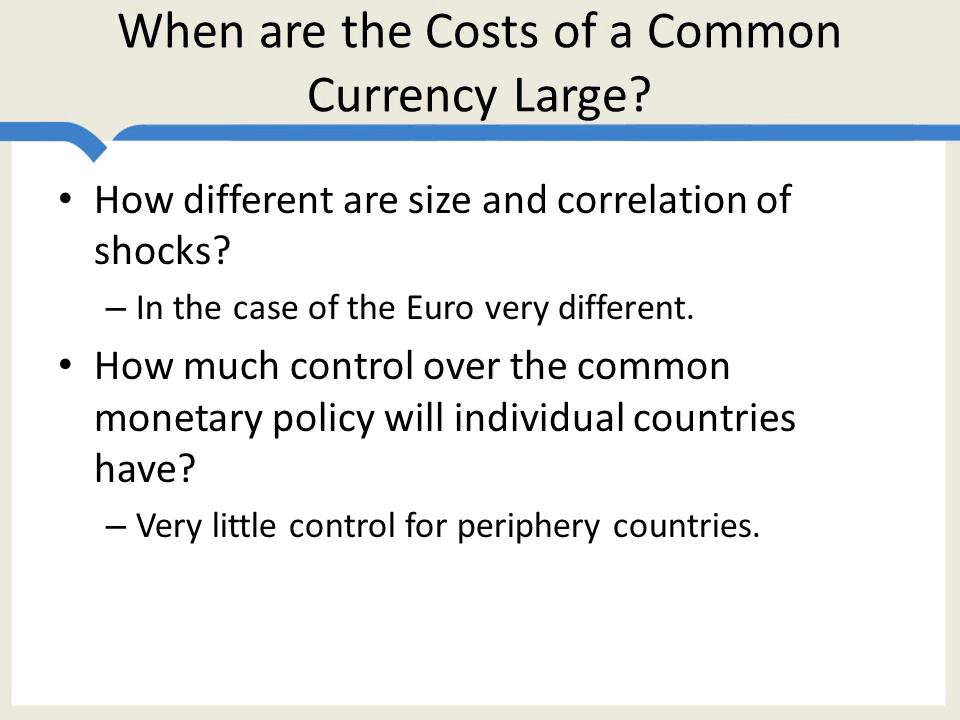 When are the Costs of a Common
Currency Large?
• How different are size and correlation of
shocks?
– In the case of the Euro very different.
• How much control over the common
monetary policy will individual countries
have?
– Very little control for periphery countries.